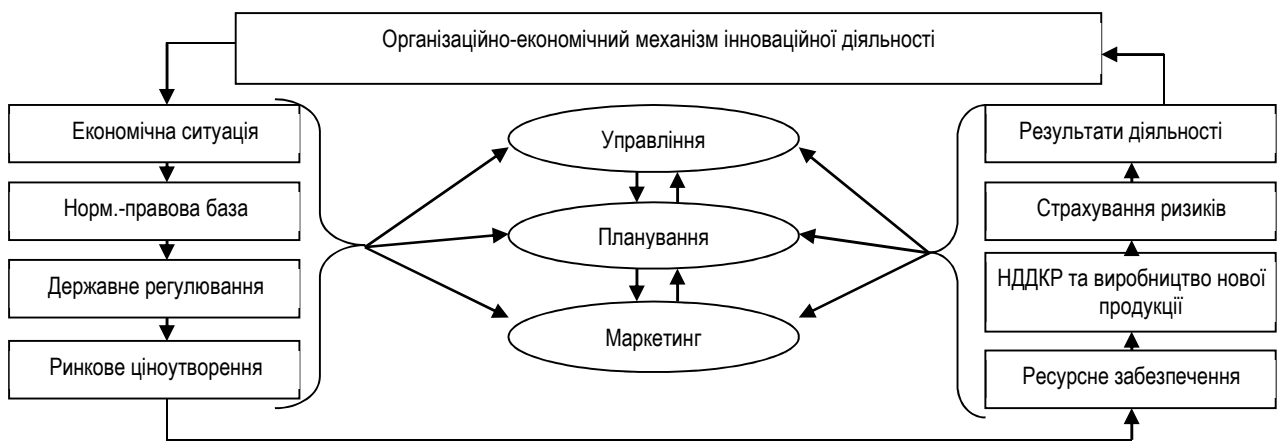 Організаційно-економічний механізм інноваційної діяльності
Економічна ситуація
Норм.-правова база
Державне регулювання
Ринкове ціноутворення
Управління
Планування
Маркетинг
Результати діяльності
Страхування ризиків
НДДКР та виробництво нової
продукції
Ресурсне забезпечення